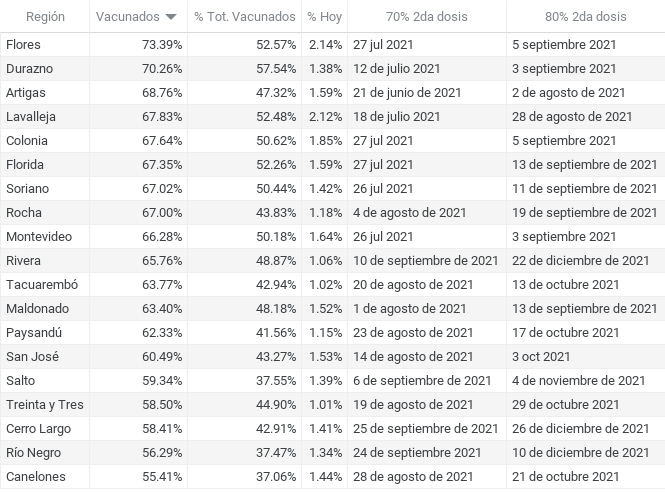 Región Vacunados % Tot. Vacunados % Hoy 70% 2da dosis 80% 2da dosis
Flores 73.39% 52.57% 2.14% 27 jul 2021 5 septiembre 2021
Durazno 70.26% 57.54% 1.38% 12 de julio 2021 3 septiembre 2021
Artigas 68.76% 47.32% 1.59% 21 de junio de 2021 2 de agosto de 2021
Lavalleja 67.83% 52.48% 2.12% 18 de julio 2021 28 de agosto de 2021
Colonia 67.64% 50.62% 1.85% 27 jul 2021 5 septiembre 2021
Florida 67.35% 52.26% 1.59% 27 jul 2021 13 de septiembre de 2021
Soriano 67.02% 50.44% 1.42% 26 jul 2021 11 de septiembre de 2021
Rocha 67.00% 43.83% 1.18% 4 de agosto de 2021 19 de septiembre de 2021
Montevideo 66.28% 50.18% 1.64% 26 jul 2021 3 septiembre 2021
Rivera 65.76% 48.87% 1.06% 10 de septiembre de 2021 22 de diciembre de 2021
Tacuarembó 63.77% 42.94% 1.02% 20 de agosto de 2021 13 de octubre 2021
Maldonado 63.40% 48.18% 1.52% 1 de agosto de 2021 13 de septiembre de 2021
Paysandú 62.33% 41.56% 1.15% 23 de agosto de 2021 17 de octubre 2021
San José 60.49% 43.27% 1.53% 14 de agosto de 2021 3 oct 2021
Salto 59.34% 37.55% 1.39% 6 de septiembre de 2021 4 de noviembre de 2021
Treinta y Tres 58.50% 44.90% 1.01% 19 de agosto de 2021 29 de octubre 2021
Cerro Largo 58.41% 42.91% 1.41% 25 de septiembre de 2021 26 de diciembre de 2021
Río Negro 56.29% 37.47% 1.34% 24 de septiembre 2021 10 de diciembre de 2021
Canelones 55.41% 37.06% 1.44% 28 de agosto de 2021 21 de octubre 2021